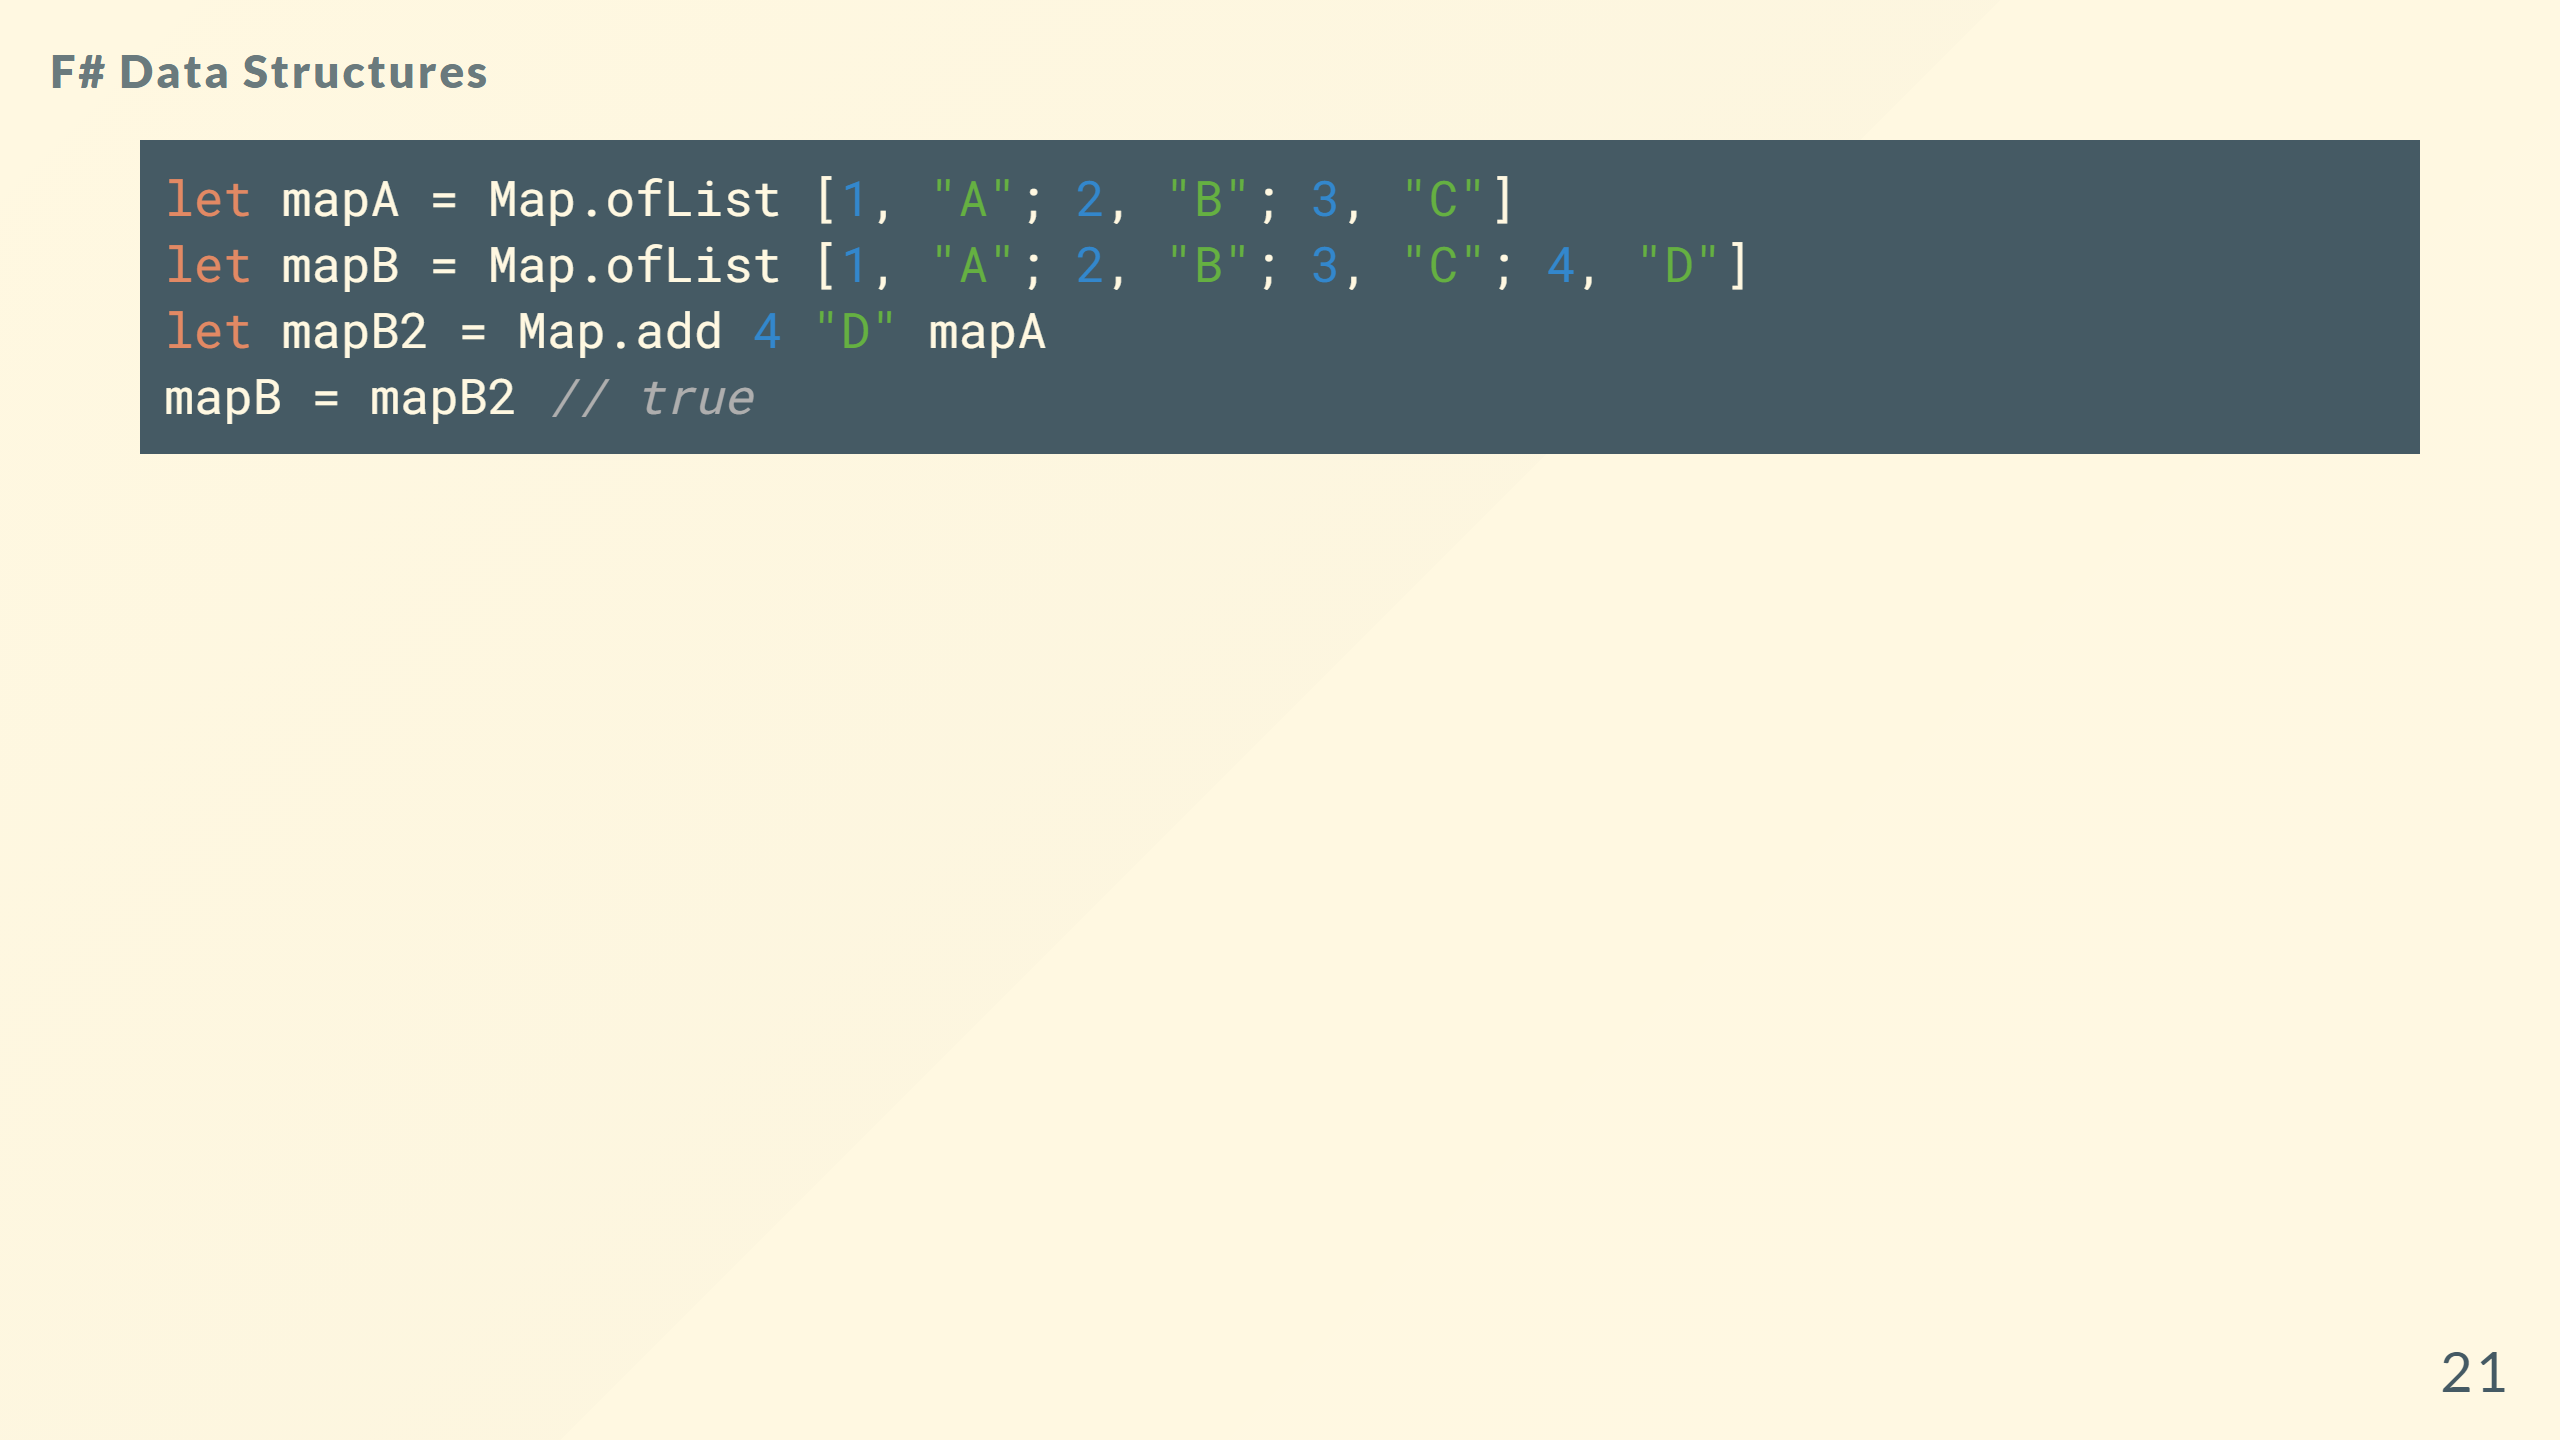 F# Data Structures
let mapA = Map.ofList [1, "A"; 2, "B"; 3, "C"]
let mapB = Map.ofList [1, "A"; 2, "B"; 3, "C"; 4, "D"]
let mapB2 = Map.add 4 "D" mapA
mapB = mapB2 // true
21